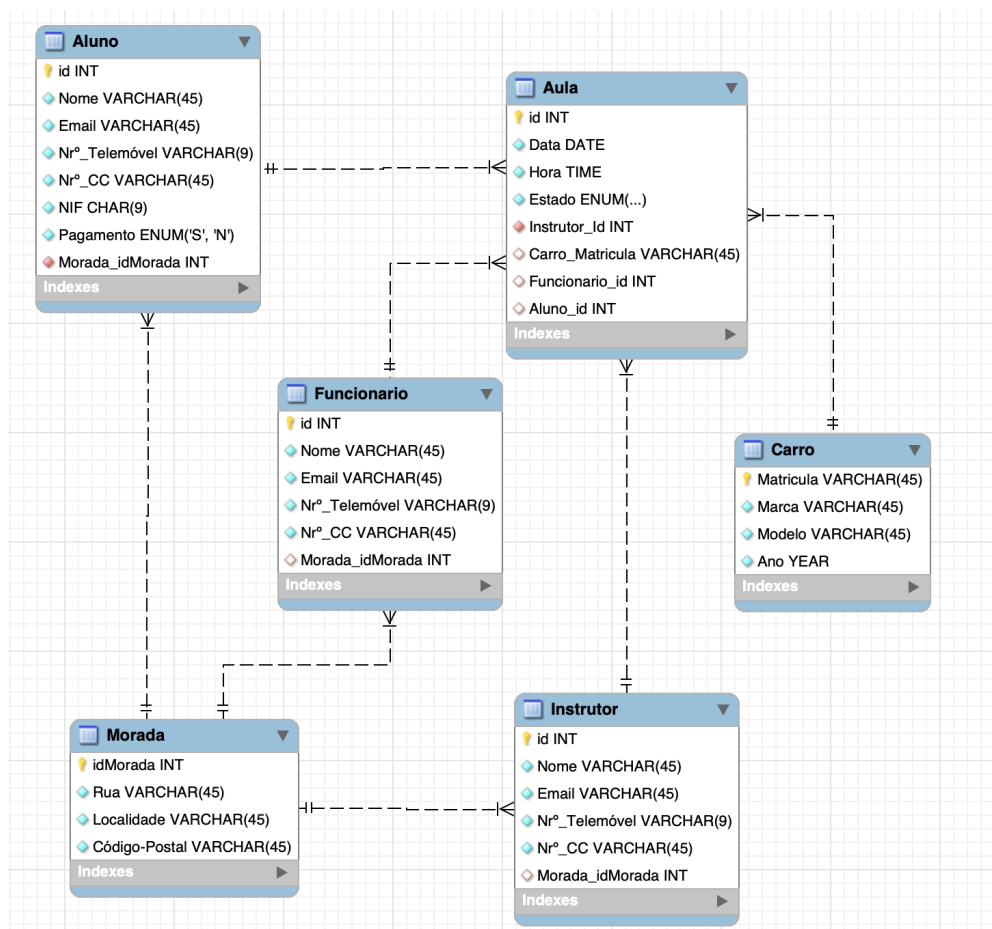 Aluno
id INT
Nome VARCHAR(45)
Email VARCHAR(45)
Nrº_Telemóvel VARCHAR(9)
Nrº_CC VARCHAR(45)
NIF CHAR(9)
Pagamento ENUM('S', 'N')
Morada_idMorada INT
Indexes
Aula
id INT
Data DATE
Hora TIME
Estado ENUM(...)
Instrutor_Id INT
Carro_Matricula VARCHAR(45)
Funcionario_id INT
Aluno_id INT
Indexes
Funcionario
id INT
Nome VARCHAR(45)
Email VARCHAR(45)
Nrº_Telemóvel VARCHAR(9)
Nrº_CC VARCHAR(45)
Morada_idMorada INT
Indexes
Carro
Matricula VARCHAR(45)
Marca VARCHAR(45)
Modelo VARCHAR(45)
Ano YEAR
Indexes
Morada
idMorada INT
Rua VARCHAR(45)
Localidade VARCHAR(45)
Código-Postal VARCHAR(45)
Indexes
Instrutor
id INT
Nome VARCHAR(45)
Email VARCHAR(45)
Nrº_Telemóvel VARCHAR(9)
Nrº_CC VARCHAR(45)
Morada_idMorada INT
Indexes